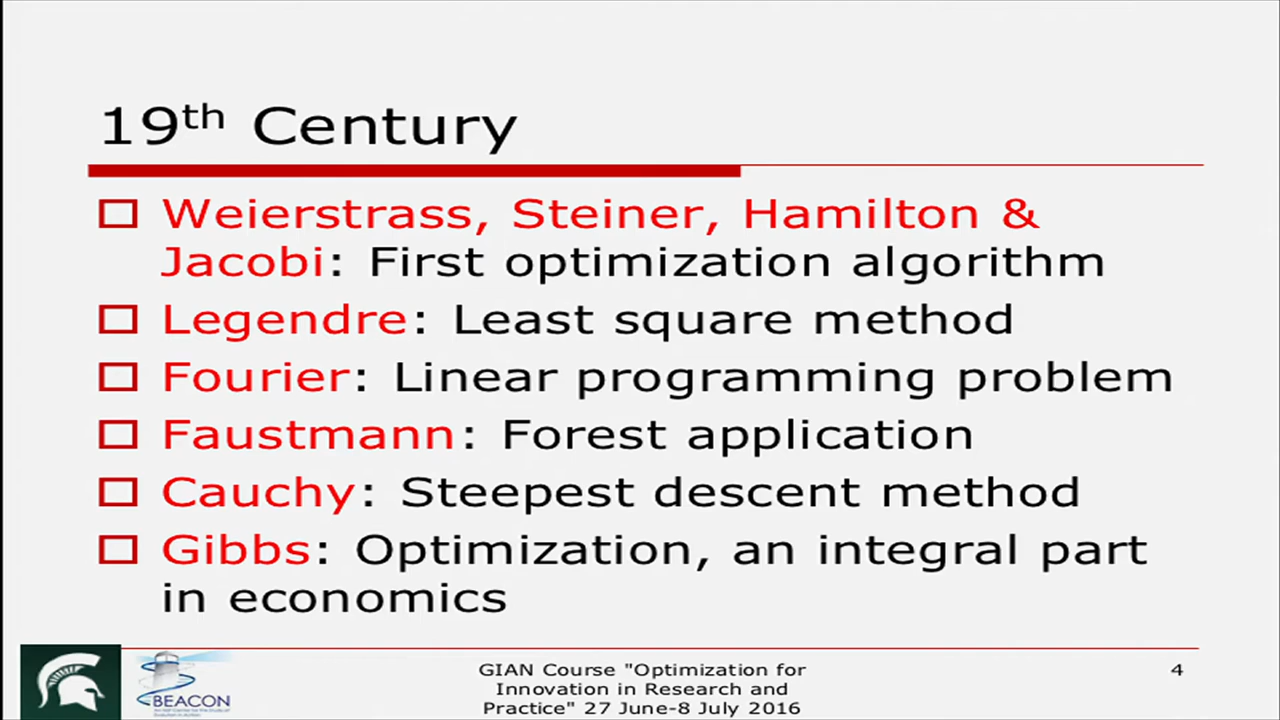 19th Century
Weierstrass, Steiner, Hamilton &
Jacobi: First optimization algorithm
Legendre: Least square method
Fourier: Linear programming problem
Faustmann: Forest application
Cauchy: Steepest descent method
Gibbs: Optimization, an integral part
in economics
BEACON
GIAN Course "Optimization for
Innovation in Research and
Practice" 27 June-8 July 2016
4